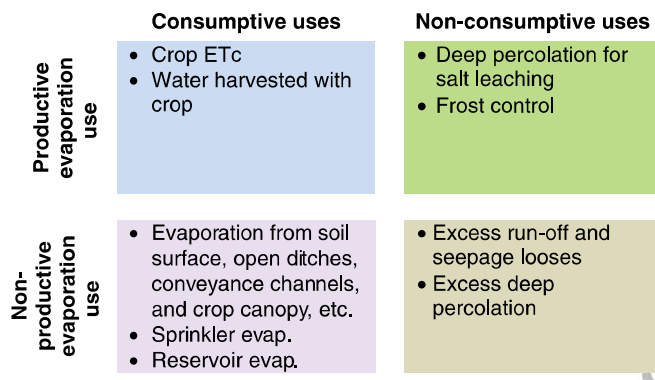 Consumptive uses
Non-consumptive uses
Productive
evaporation
use
• Crop ETc
• Water harvested with
crop
• Deep percolation for
salt leaching
• Frost control
Non-
productive
evaporation
use
• Evaporation from soil
surface, open ditches,
conveyance channels,
and crop canopy, etc.
• Sprinkler evap.
• Reservoir evap.
• Excess run-off and
seepage looses
• Excess deep
percolation